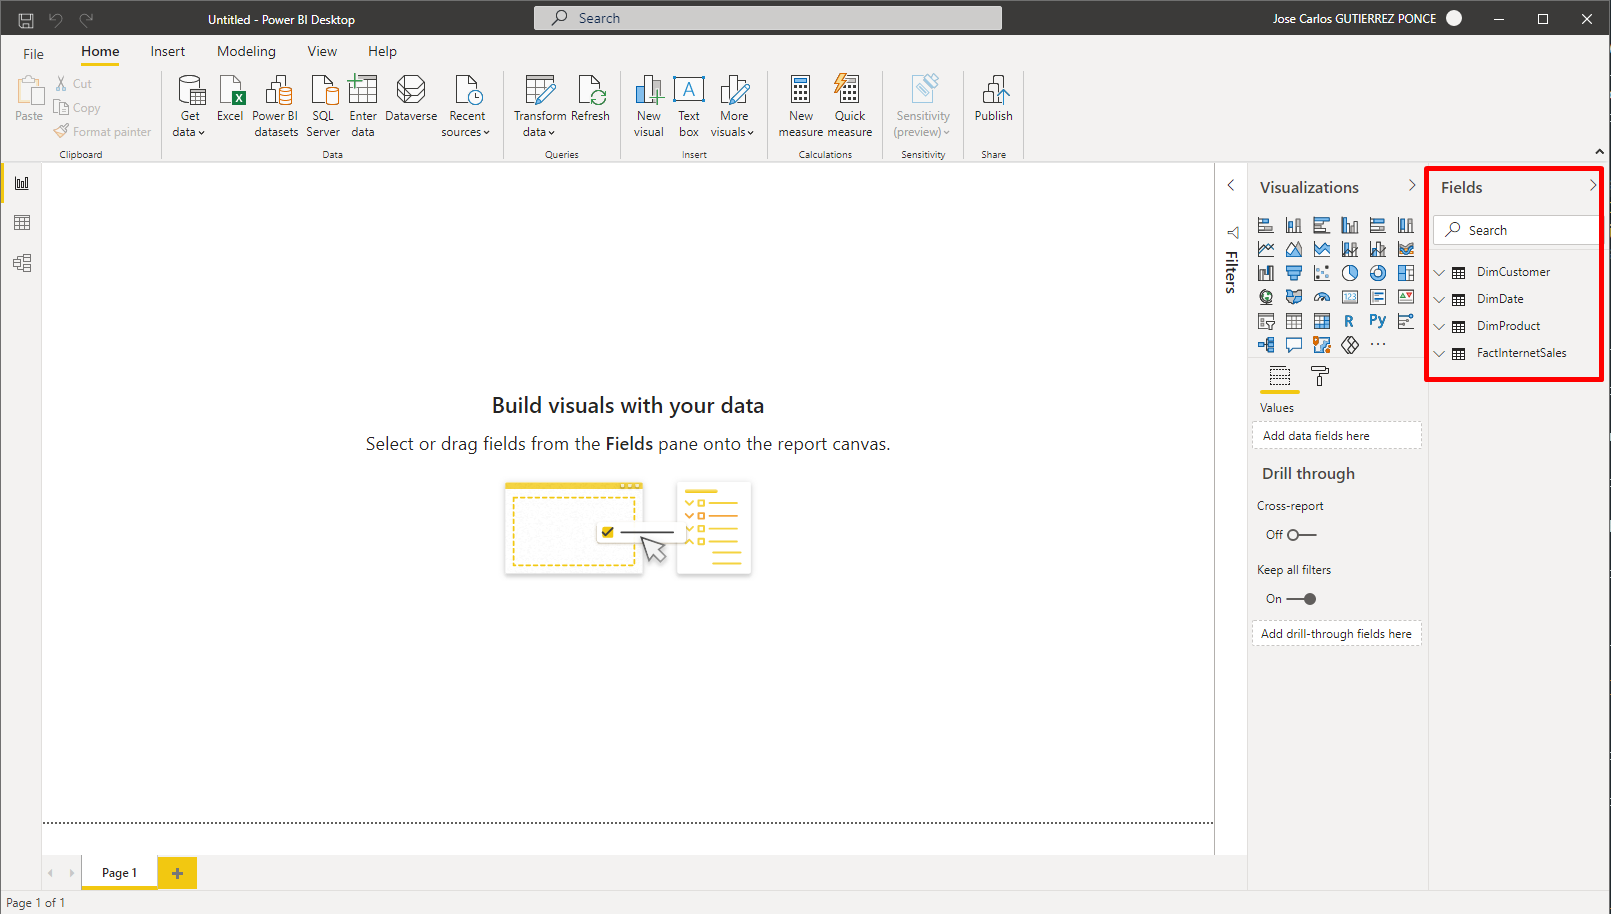 Untitled - Power BI Desktop
Search
Jose Carlos GUTIERREZ PONCE
File
Home
Insert
Modeling
View
Help
Paste
Cut
Copy
Format painter
Clipboard
Get data
Excel
Power BI datasets
SQL Server
Enter data
Dataverse
Recent sources
Data
Transform data
Refresh
Queries
New visual
Text box
More visuals
Insert
New measure
Quick measure
Calculations
Sensitivity (preview)
Sensitivity
Publish
Share
Build visuals with your data
Select or drag fields from the Fields pane onto the report canvas.
Filters
Visualizations
123
R
Py
Values
Add data fields here
Drill through
Cross-report
Off
Keep all filters
On
Add drill-through fields here
Fields
Search
DimCustomer
DimDate
DimProduct
FactInternetSales
Page 1
Page 1 of 1